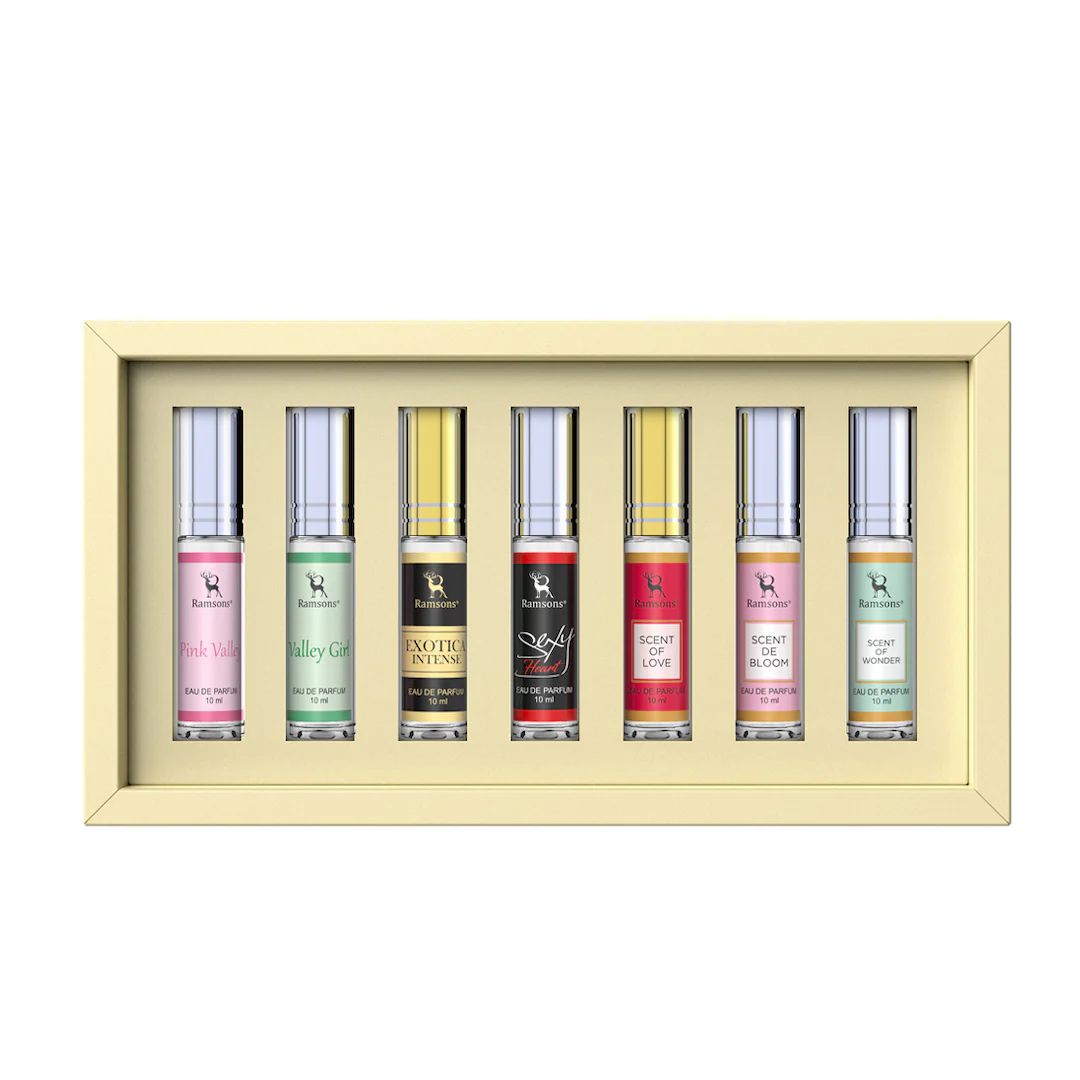 Ramsons®
Pink Valle
EAU DE PARFUM
10 ml
Ramsons®
Valley Girl
EAU DE PARFUM
10 ml
Ramsons®
EXOTICA
INTENSE
EAU DE PARFUM
10 ml
Ramsons®
Sexy
Heart
EAU DE PARFUM
10 ml
Ramsons®
SCENT
OF
LOVE
EAU DE PARFUM
10 ml
Ramsons®
SCENT
DE
BLOOM
EAU DE PARFUM
10 ml
Ramsons®
SCENT
OF
WONDER
EAU DE PARFUM
10 ml